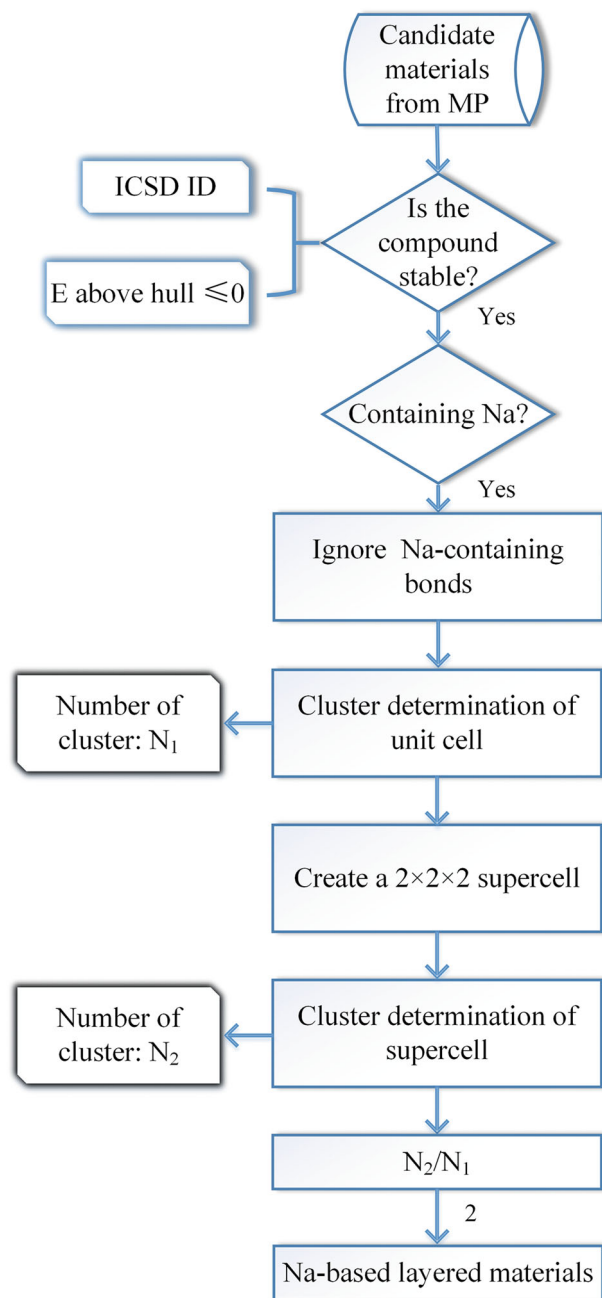 Candidate
materials
from MP
ICSD ID
E above hull ≤0
Is the
compound
stable?
Yes
Containing Na?
Yes
Ignore Na-containing
bonds
Number of
cluster: N₁
Cluster determination of
unit cell
Create a 2×2×2 supercell
Number of
cluster: N₂
Cluster determination of
supercell
N₂/N₁
2
Na-based layered materials